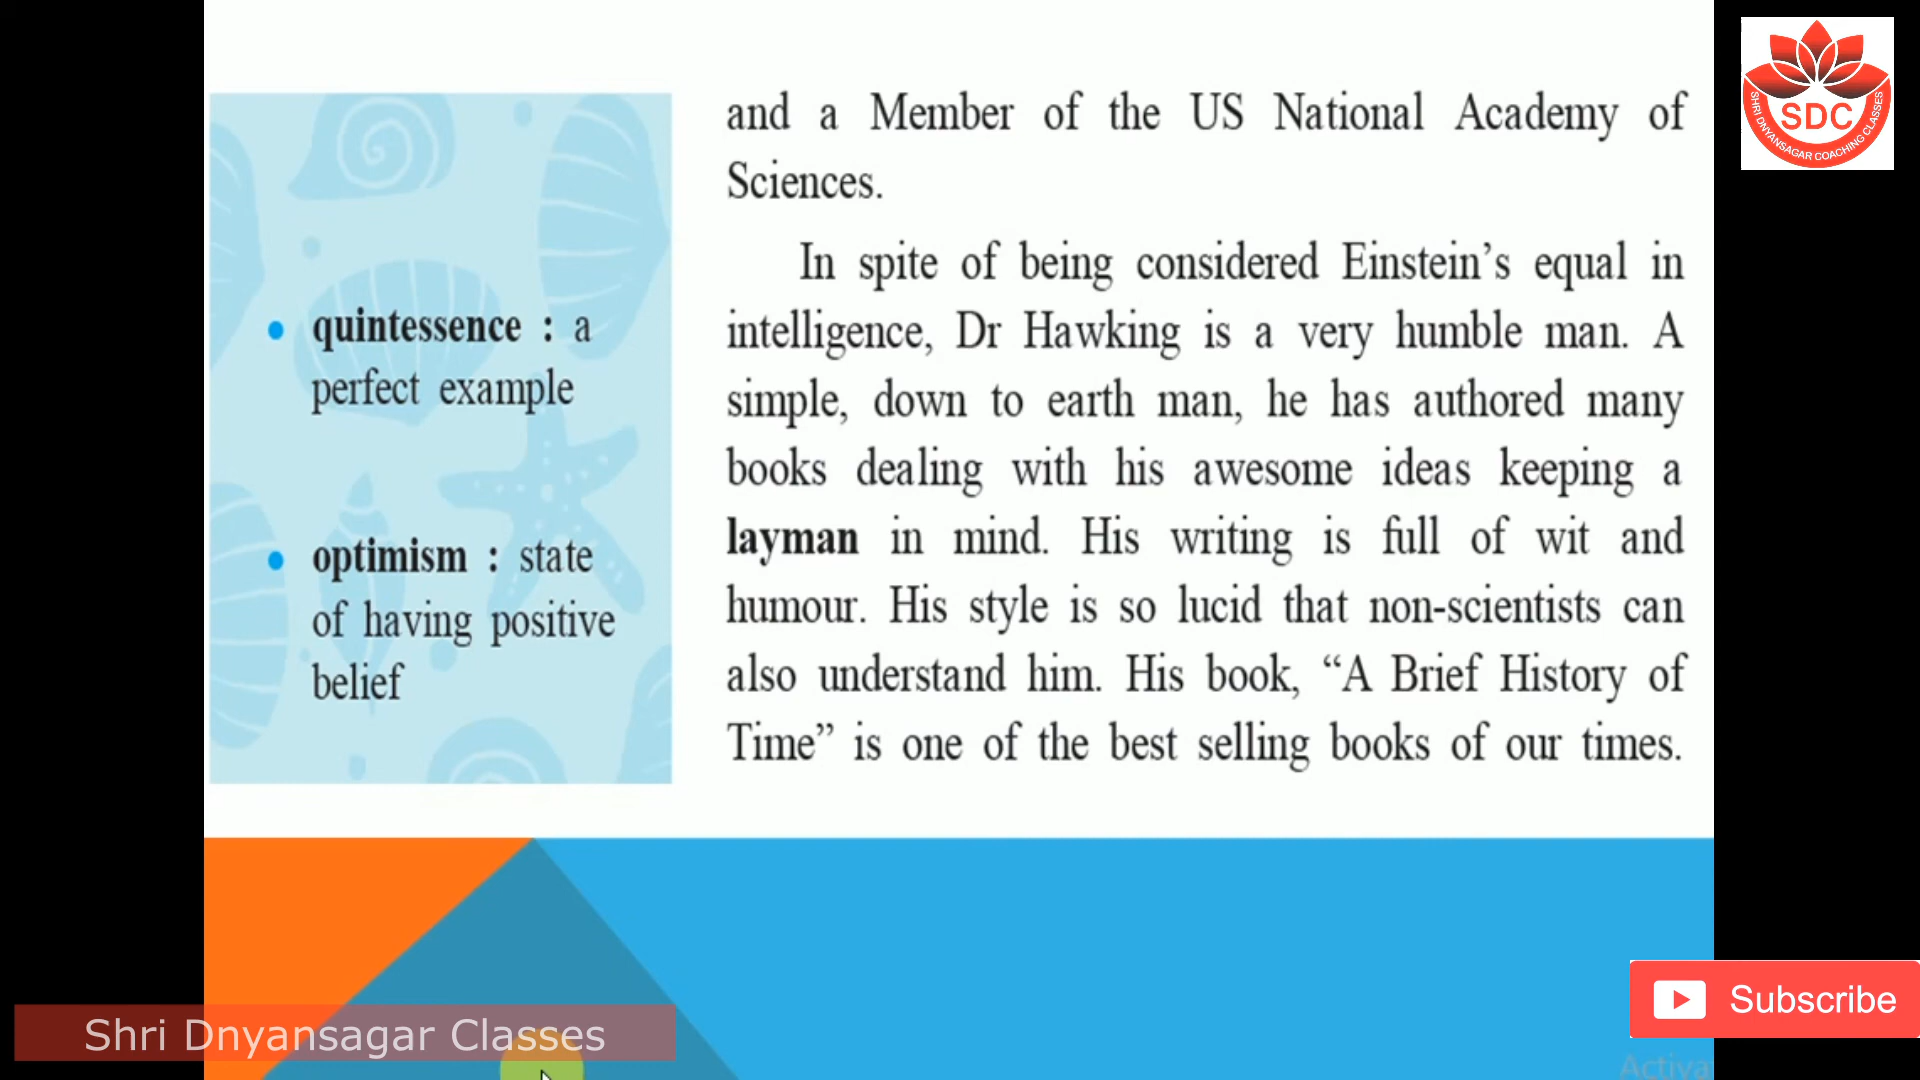 and a Member of the US National Academy of
Sciences.
In spite of being considered Einstein’s equal in
intelligence, Dr Hawking is a very humble man. A
simple, down to earth man, he has authored many
books dealing with his awesome ideas keeping a
layman in mind. His writing is full of wit and
humour. His style is so lucid that non-scientists can
also understand him. His book, “A Brief History of
Time” is one of the best selling books of our times.
• quintessence : a
perfect example
• optimism : state
of having positive
belief
SDC
SHRI DNYANSAGAR COACHING CLASSES
Shri Dnyansagar Classes
Subscribe